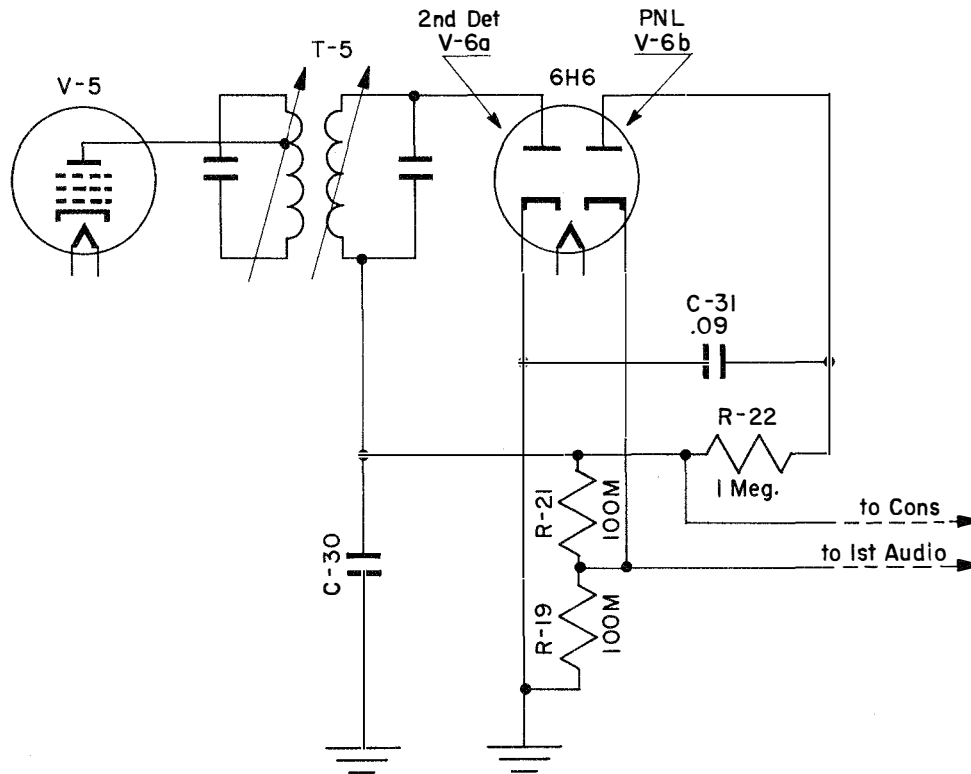 2nd Det
V-6a
PNL
V-6b
V-5
T-5
6H6
C-31
.09
R-22
1 Meg.
R-21
100M
to Cons
to 1st Audio
C-30
R-19
100M